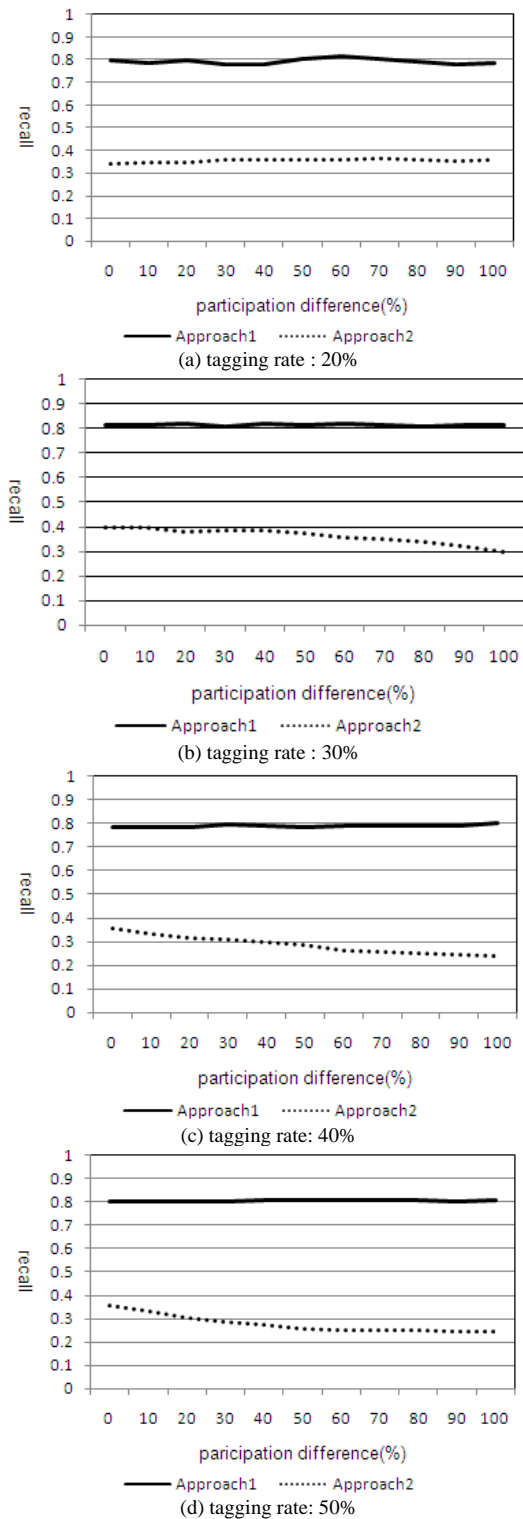 1
0.9
0.8
0.7
0.6
0.5
0.4
0.3
0.2
0.1
0
recall
0 10 20 30 40 50 60 70 80 90 100
participation difference(%)
Approach1 Approach2
(a) tagging rate : 20%
1
0.9
0.8
0.7
0.6
0.5
0.4
0.3
0.2
0.1
0
recall
0 10 20 30 40 50 60 70 80 90 100
participation difference(%)
Approach1 Approach2
(b) tagging rate : 30%
1
0.9
0.8
0.7
0.6
0.5
0.4
0.3
0.2
0.1
0
recall
0 10 20 30 40 50 60 70 80 90 100
participation difference(%)
Approach1 Approach2
(c) tagging rate: 40%
1
0.9
0.8
0.7
0.6
0.5
0.4
0.3
0.2
0.1
0
recall
0 10 20 30 40 50 60 70 80 90 100
paricipation difference(%)
Approach1 Approach2
(d) tagging rate: 50%